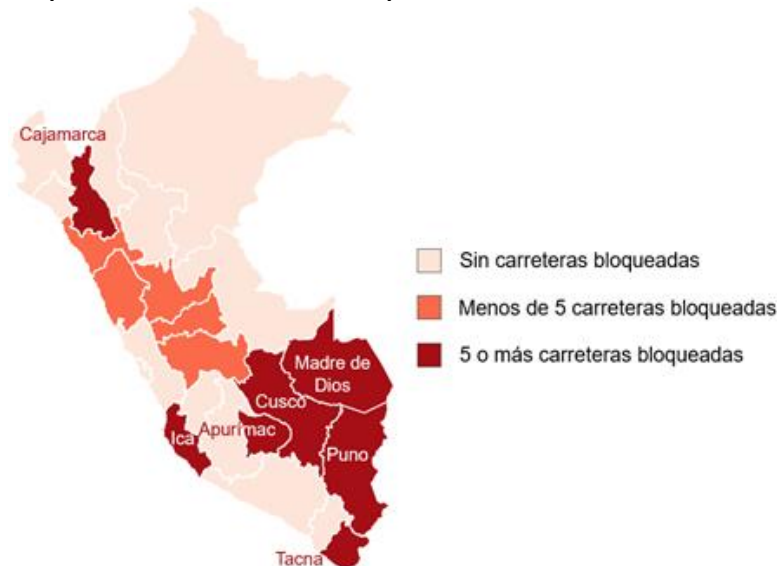 Cajamarca
Sin carreteras bloqueadas
Menos de 5 carreteras bloqueadas
5 o más carreteras bloqueadas
Madre de
Dios
Cusco
Ica
Apurímac
Puno
Tacna